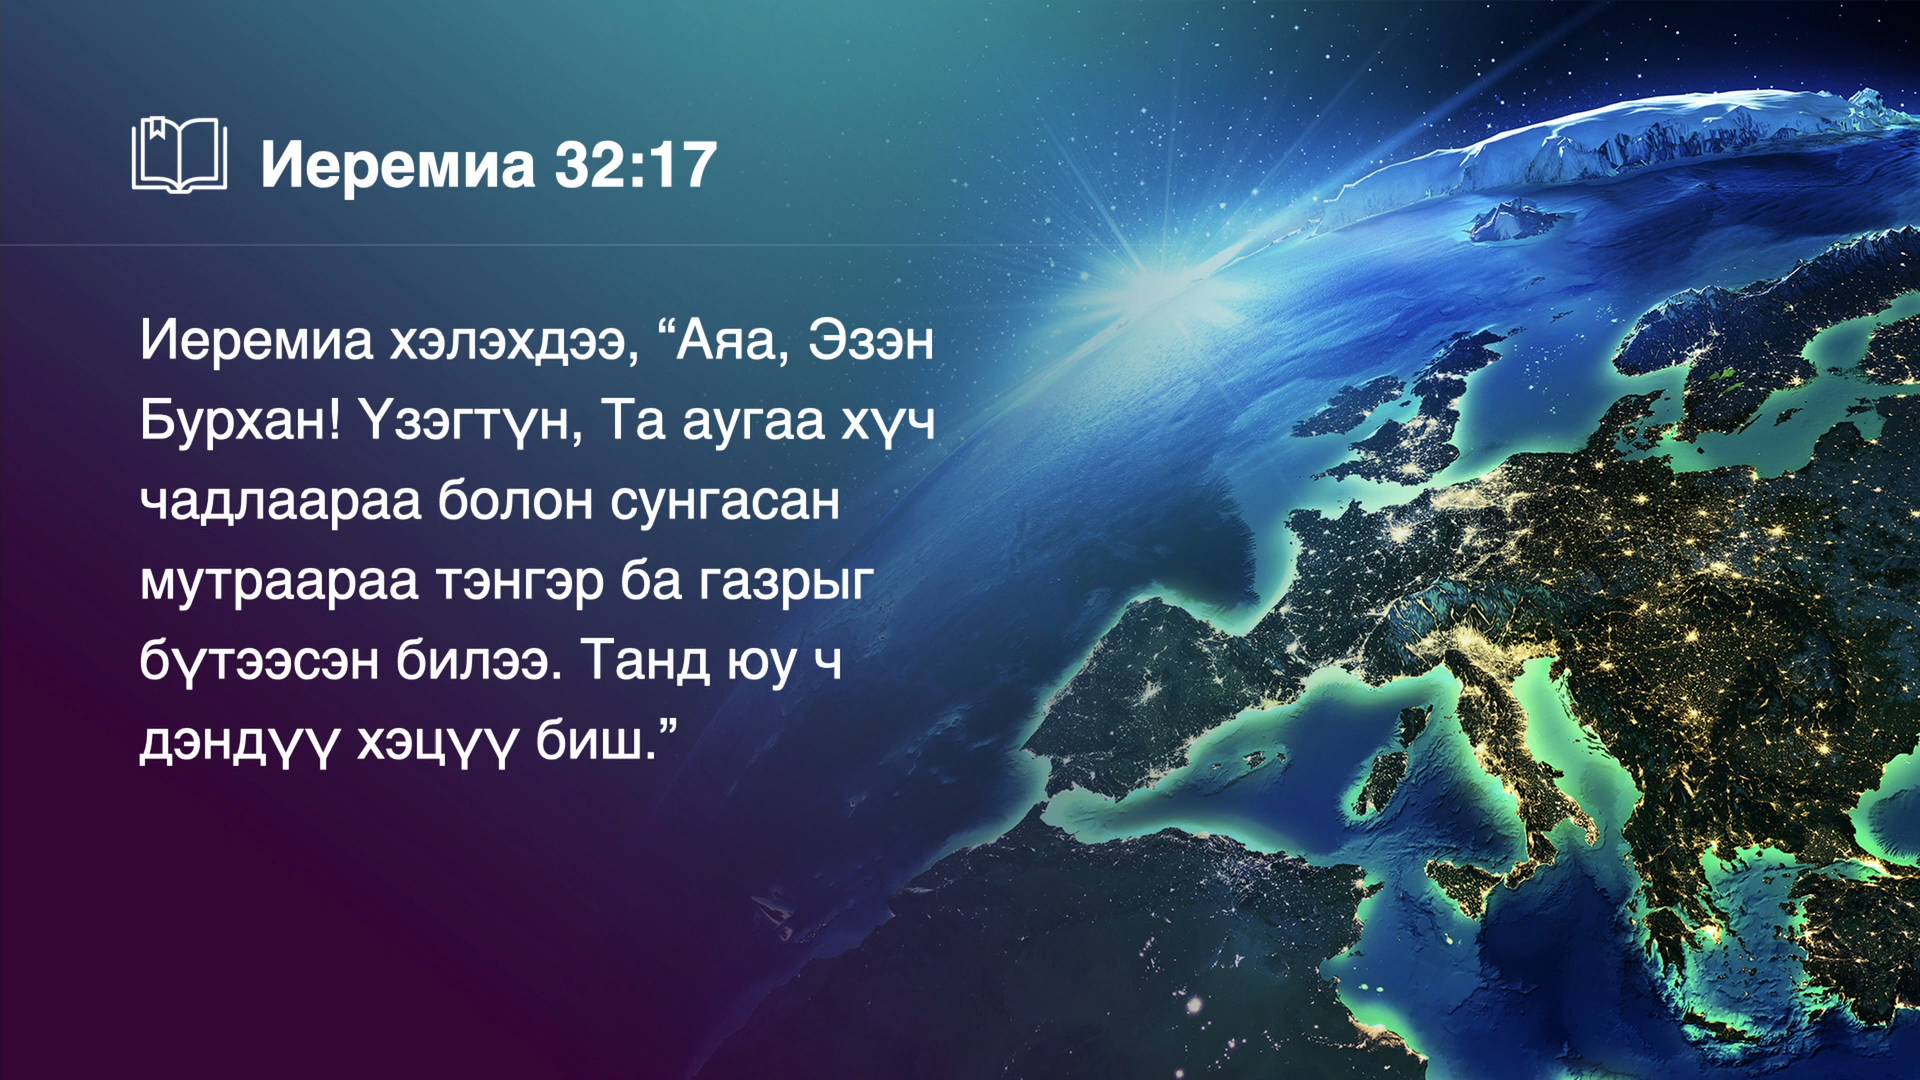 Иеремиа 32:17
Иеремиа хэлэхдээ, “Аяа, Эзэн
Бурхан! Үзэгтүн, Та аугаа хүч
чадлаараа болон сунгасан
мутраараа тэнгэр ба газрыг
бүтээсэн билээ. Танд юу ч
дэндүү хэцүү биш.”